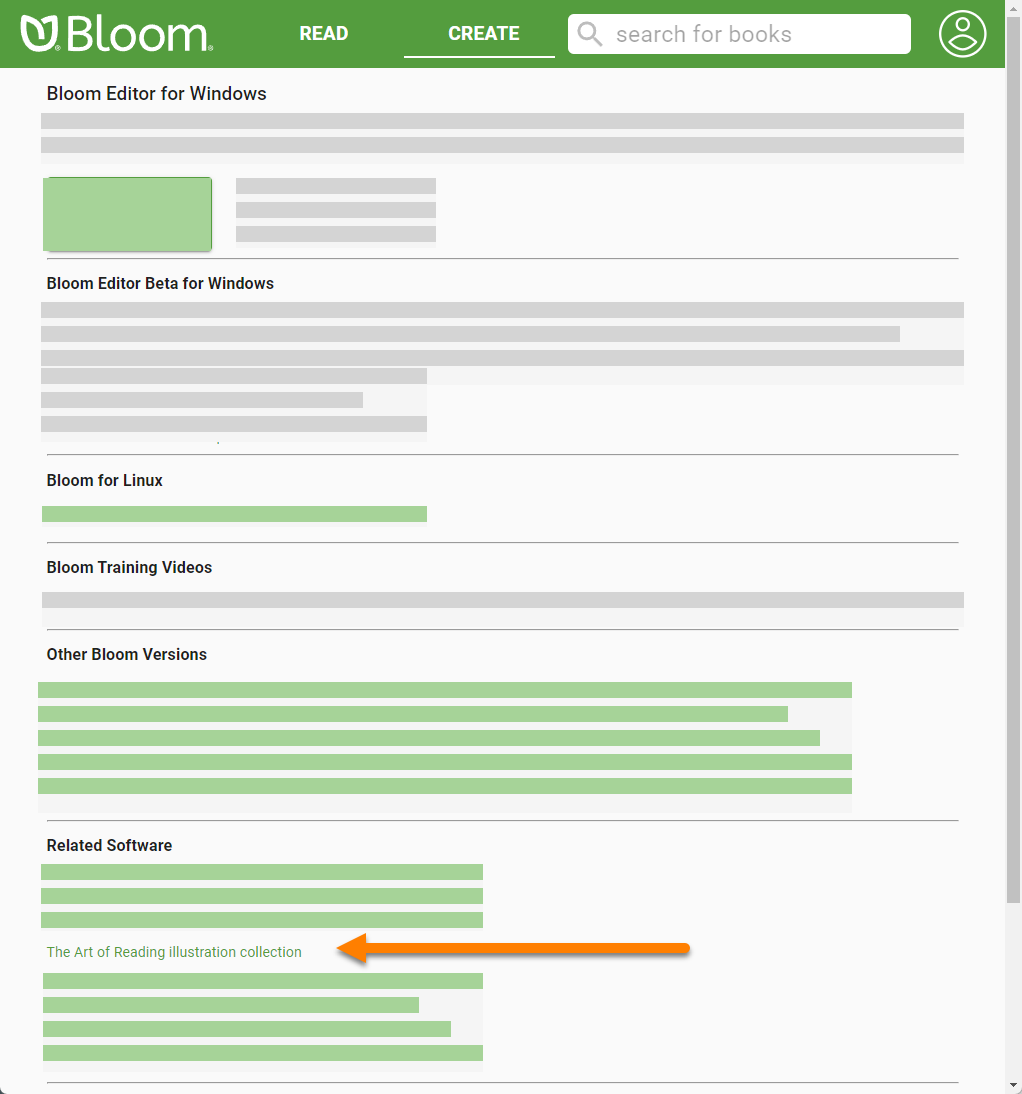 Bloom
READ
CREATE
search for books
Bloom Editor for Windows
Bloom Editor Beta for Windows
Bloom for Linux
Bloom Training Videos
Other Bloom Versions
Related Software
The Art of Reading illustration collection